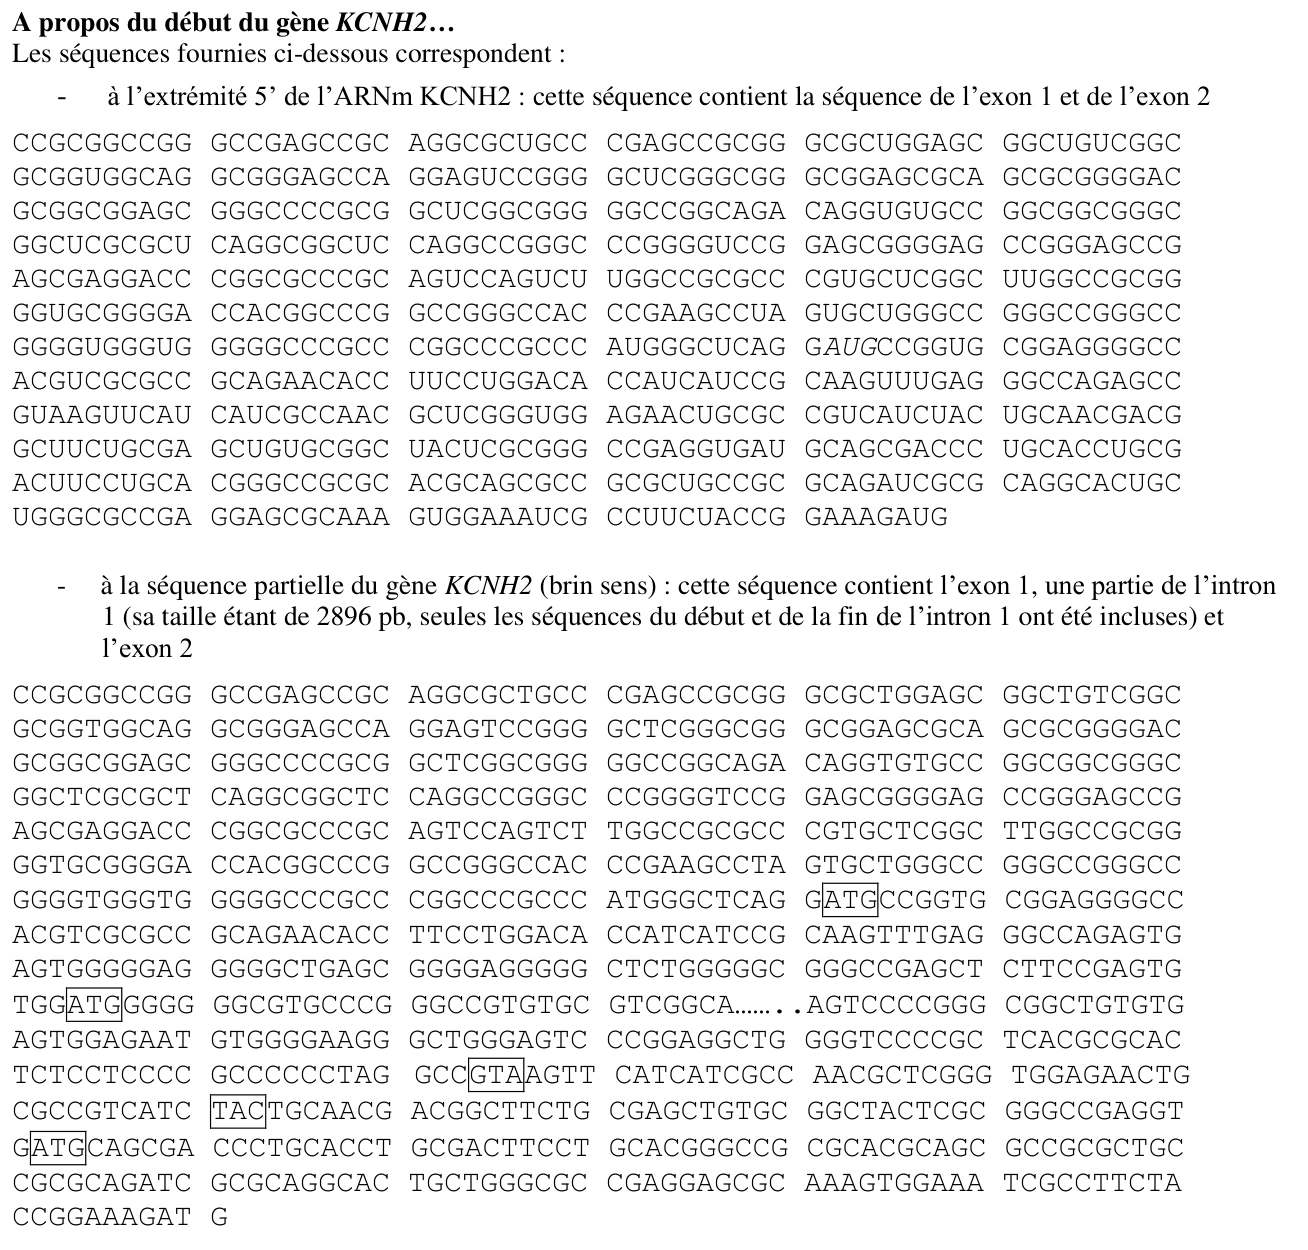 A propos du début du gène KCNH2…
Les séquences fournies ci-dessous correspondent :
- à l'extrémité 5' de l'ARNm KCNH2 : cette séquence contient la séquence de l'exon 1 et de l'exon 2
CCGCGGCCGG GCCGAGCCGC AGGCGCUGCC CGAGCCGCGG GCGCUGGAGC GGCUGUCGGC
GCGGUGGCAG GCGGGAGCCA GGAGUCCGGG GCUCGGGCGG GCGGAGCGCA GCGCGGGGAC
GCGGCGGAGC GGGCCCCGCG GCUCGGCGGG GGCCGGCAGA CAGGUGUGCC GGCGGCGGGC
GGCUCGCGCU CAGGCGGCUC CAGGCCGGGC CCGGGGUCCG GAGCGGGGAG CCGGGAGCCG
AGCGAGGACC CGGCGCCCGC AGUCCAGUCU UGGCCGCGCC CGUGCUCGGC UUGGCCGCGG
GGUGCGGGGA CCACGGCCCG GCCGGGCCAC CCGAAGCCUA GUGCUGGGCC GGGCCGGGCC
GGGGUGGGUG GGGGCCCGCC CGGCCCGCCC AUGGGCUCAG GAUGCCGGUG CGGAGGGGCC
ACGUCGCGCC GCAGAACACC UUCCUGGACA CCAUCAUCCG CAAGUUUGAG GGCCAGAGCC
GUAAGUUCAU CAUCGCCAAC GCUCGGGUGG AGAACUGCGC CGUCAUCUAC UGCAACGACG
GCUUCUGCGA GCUGUGCGGC UACUCGCGGG CCGAGGUGAU GCAGCGACCC UGCACCUGCG
ACUUCCUGCA CGGGCCGCGC ACGCAGCGCC GCGCUGCCGC GCAGAUCGCG CAGGCACUGC
UGGGCGCCGA GGAGCGCAAA GUGGAAAUCG CCUUCUACCG GAAAGAUG
- à la séquence partielle du gène KCNH2 (brin sens) : cette séquence contient l'exon 1, une partie de l'intron
1 (sa taille étant de 2896 pb, seules les séquences du début et de la fin de l'intron 1 ont été incluses) et
l'exon 2
CCGCGGCCGG GCCGAGCCGC AGGCGCTGCC CGAGCCGCGG GCGCTGGAGC GGCTGTCGGC
GCGGTGGCAG GCGGGAGCCA GGAGTCCGGG GCTCGGGCGG GCGGAGCGCA GCGCGGGGAC
GCGGCGGAGC GGGCCCCGCG GCTCGGCGGG GGCCGGCAGA CAGGTGTGCC GGCGGCGGGC
GGCTCGCGCT CAGGCGGCTC CAGGCCGGGC CCGGGGTCCG GAGCGGGGAG CCGGGAGCCG
AGCGAGGACC CGGCGCCCGC AGTCCAGTCT TGGCCGCGCC CGTGCTCGGC TTGGCCGCGG
GGTGCGGGGA CCACGGCCCG GCCGGGCCAC CCGAAGCCTA GTGCTGGGCC GGGCCGGGCC
GGGGTGGGTG GGGGCCCGCC CGGCCCGCCC ATGGGCTCAG GATGCCGGTG CGGAGGGGCC
ACGTCGCGCC GCAGAACACC TTCCTGGACA CCATCATCCG CAAGTTTGAG GGCCAGAGTG
AGTGGGGGAG GGGGCTGAGC GGGGAGGGGG CTCTGGGGGC GGGCCGAGCT CTTCCGAGTG
TGGATGGGGG GGCGTGCCCG GGCCGTGTGC GTCGGCA........AGTCCCCGGG CGGCTGTGTG
AGTGGAGAAT GTGGGGAAGG GCTGGGAGTC CCGGAGGCTG GGGTCCCCGC TCACGCGCAC
TCTCCTCCCC GCCCCCCTAG GCCGTAAGTT CATCATCGCC AACGCTCGGG TGGAGAACTG
CGCCGTCATC TACTGCAACG ACGGCTTCTG CGAGCTGTGC GGCTACTCGC GGGCCGAGGT
GATGCAGCGA CCCTGCACCT GCGACTTCCT GCACGGGCCG CGCACGCAGC GCCGCGCTGC
CGCGCAGATC GCGCAGGCAC TGCTGGGCGC CGAGGAGCGC AAAGTGGAAA TCGCCTTCTA
CCGGAAAGAT G